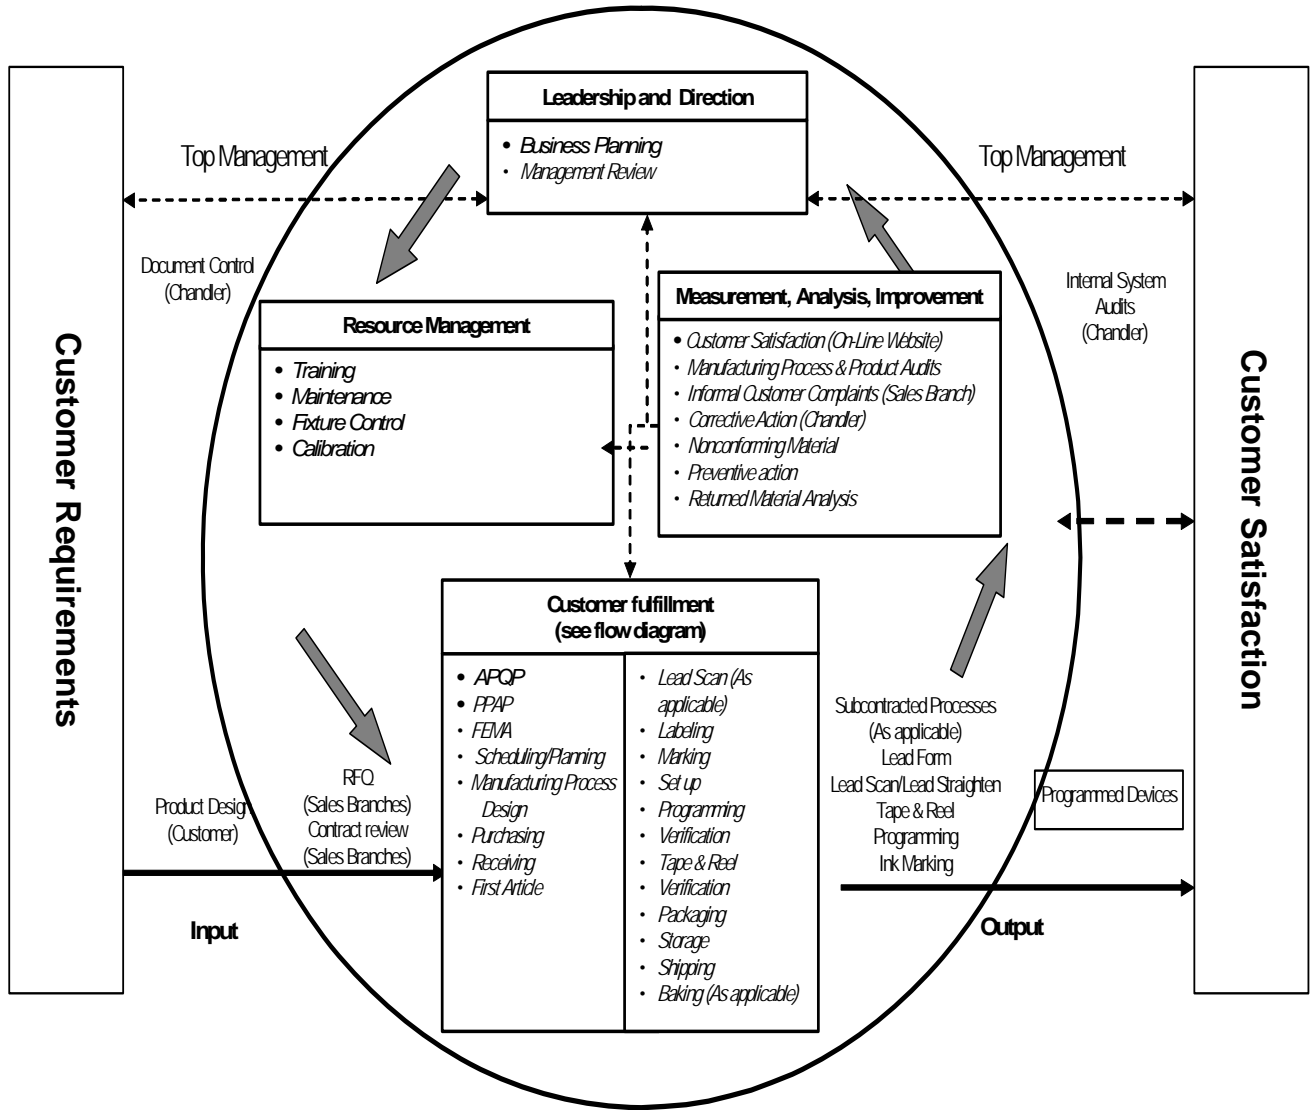 Customer Requirements
Top Management
Document Control
(Chandler)
Leadership and Direction
• Business Planning
• Management Review
Top Management
Internal System
Audits
(Chandler)
Customer Satisfaction
Resource Management
• Training
• Maintenance
• Fixture Control
• Calibration
Measurement, Analysis, Improvement
• Customer Satisfaction (On-Line Website)
• Manufacturing Process & Product Audits
• Informal Customer Complaints (Sales Branch)
• Corrective Action (Chandler)
• Nonconforming Material
• Preventive action
• Returned Material Analysis
Product Design
(Customer)
RFQ
(Sales Branches)
Contract review
(Sales Branches)
Input
Customer fulfillment
(see flow diagram)
• APQP
• PPAP
• FEMA
• Scheduling/Planning
• Manufacturing Process
Design
• Purchasing
• Receiving
• First Article
• Lead Scan (As
applicable)
• Labeling
• Marking
• Set up
• Programming
• Verification
• Tape & Reel
• Verification
• Packaging
• Storage
• Shipping
• Baking (As applicable)
Subcontracted Processes
(As applicable)
Lead Form
Lead Scan/Lead Straighten
Tape & Reel
Programming
Ink Marking
Programmed Devices
Output